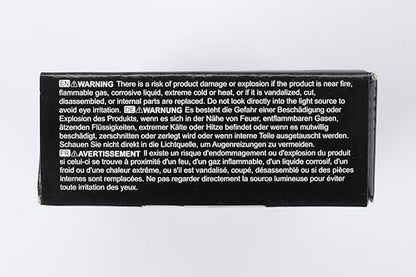 EN⚠WARNING There is a risk of product damage or explosion if the product is near fire,
flammable gas, corrosive liquid, extreme cold or heat, or if it is vandalized, cut,
disassembled, or internal parts are replaced. Do not look directly into the light source to
avoid eye irritation. DE⚠WARNUNG Es besteht die Gefahr einer Beschädigung oder
Explosion des Produkts, wenn es sich in der Nähe von Feuer, entflammbaren Gasen,
ätzenden Flüssigkeiten, extremer Kälte oder Hitze befindet oder wenn es mutwillig
beschädigt, zerschnitten oder zerlegt wird oder wenn interne Teile ausgetauscht werden.
Schauen Sie nicht direkt in die Lichtquelle, um Augenreizungen zu vermeiden.
FR⚠AVERTISSEMENT Il existe un risque d'endommagement ou d'explosion du produit
si celui-ci se trouve à proximité d'un feu, d'un gaz inflammable, d'un liquide corrosif, d'un
froid ou d'une chaleur extrême, ou s'il est vandalisé, coupé, désassemblé ou si des pièces
internes sont remplacées. Ne pas regarder directement la source lumineuse pour éviter
toute irritation des yeux.